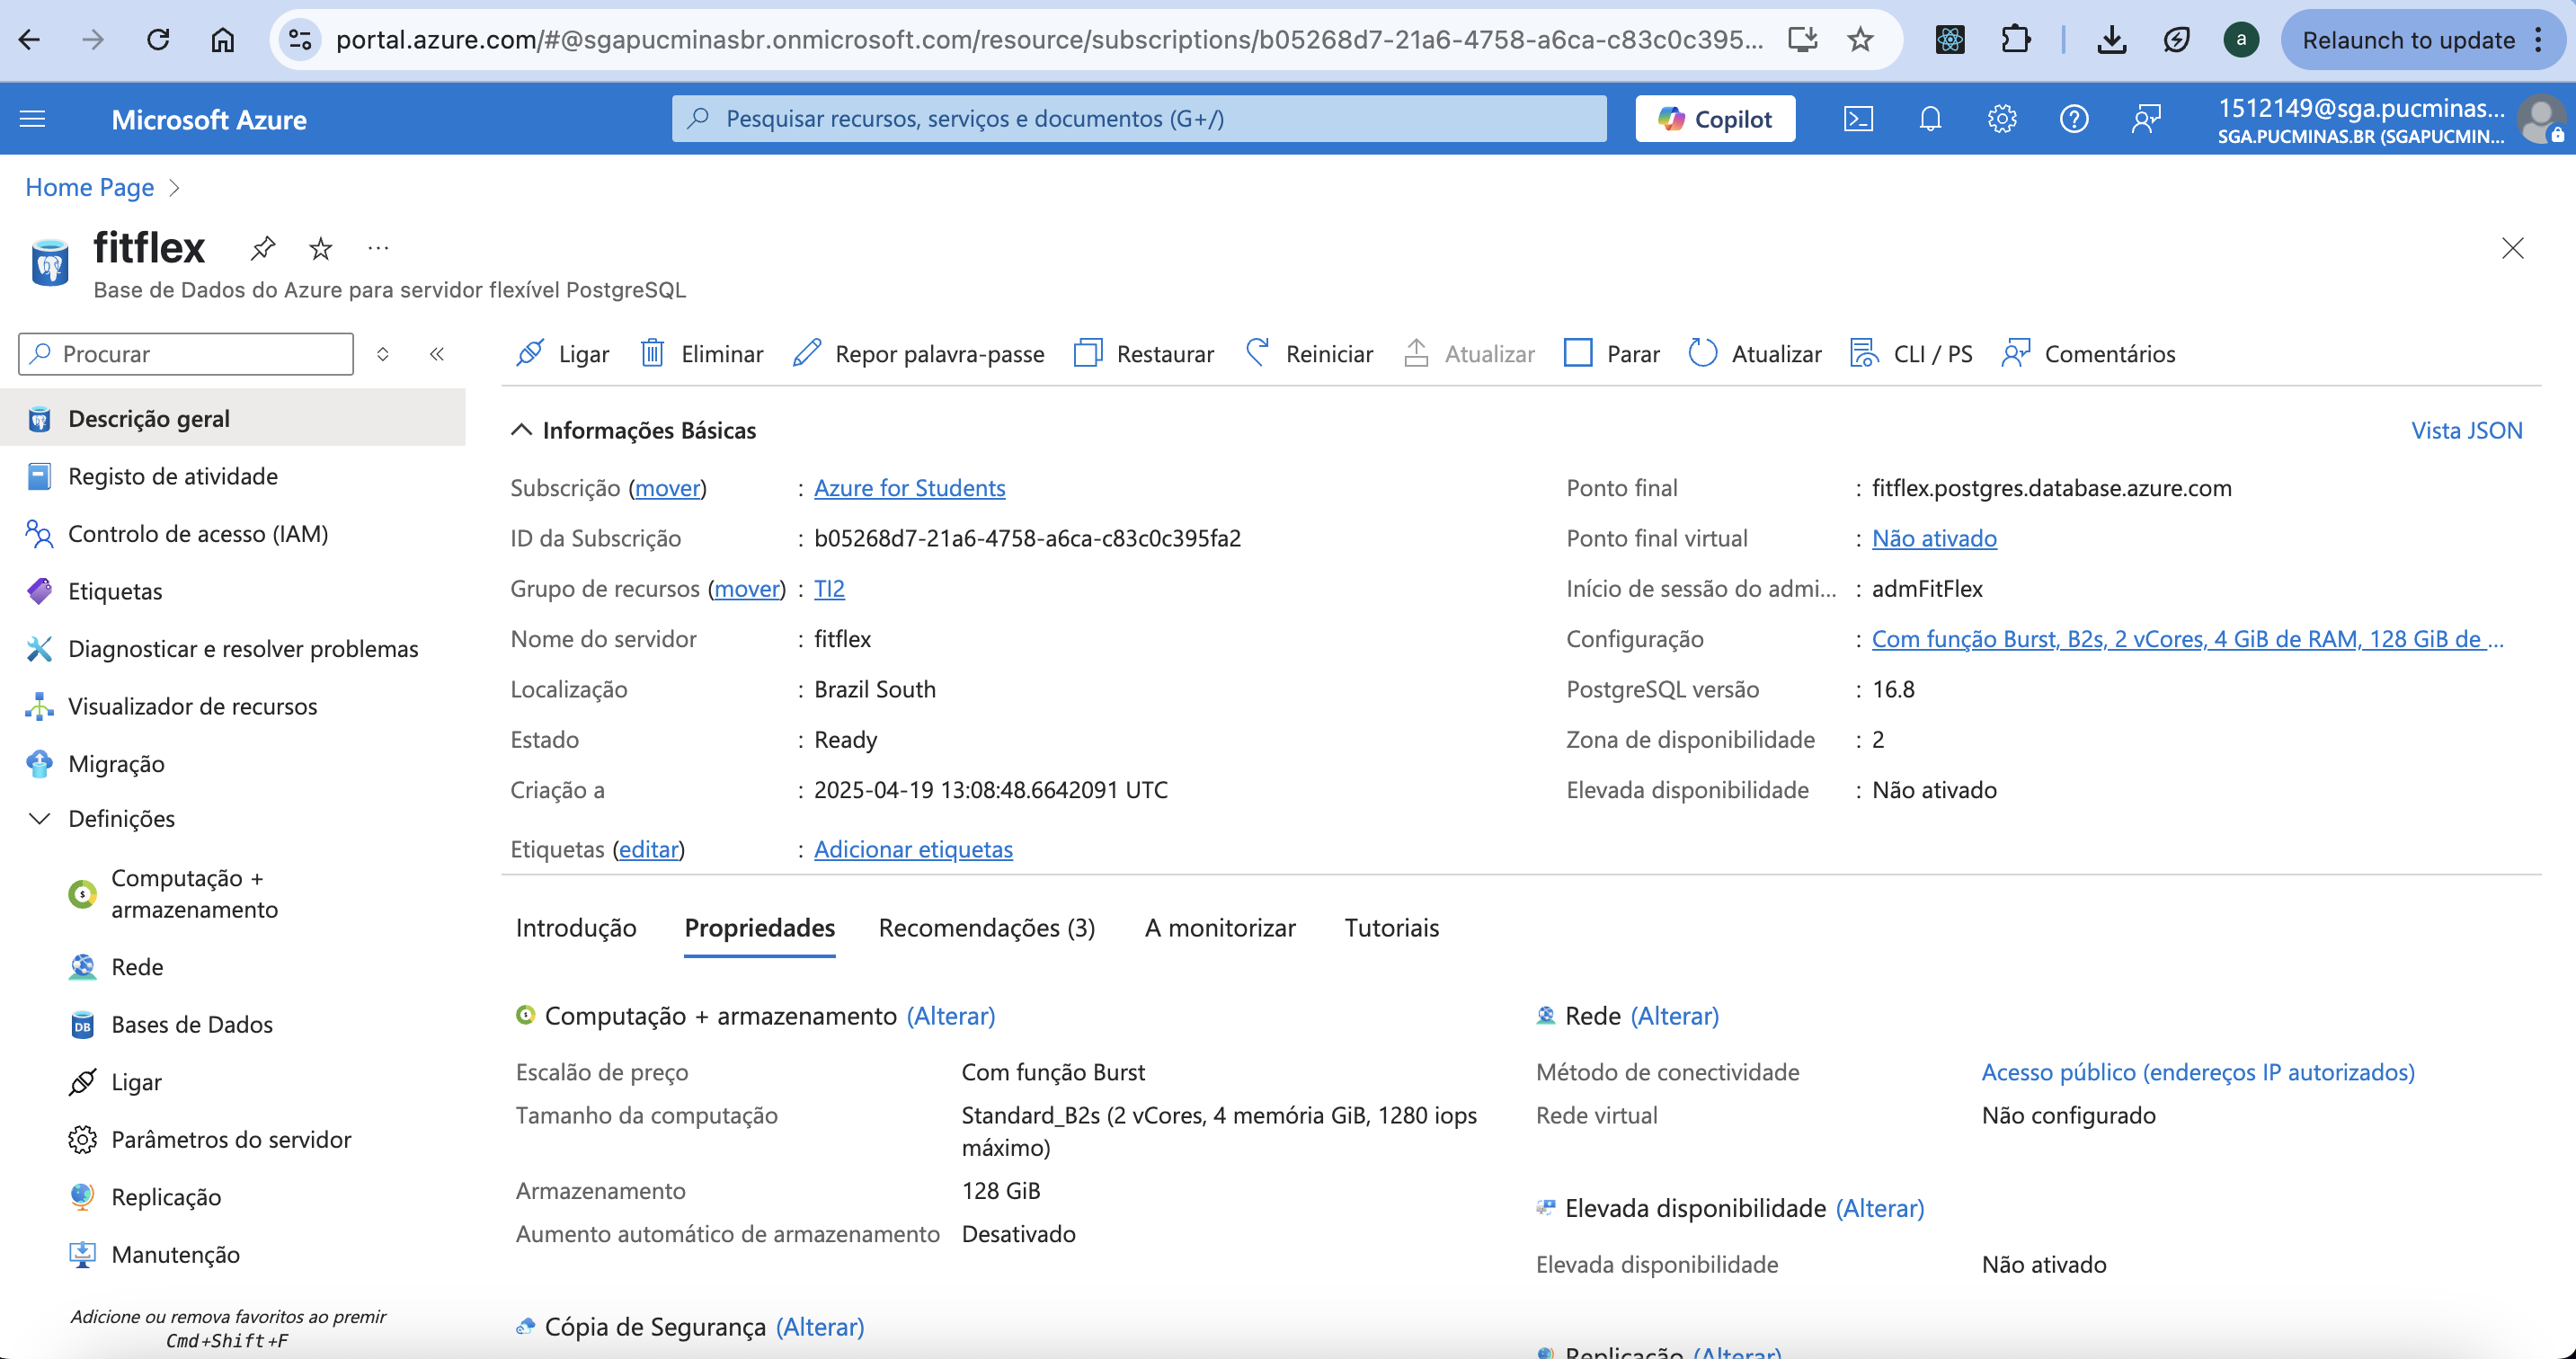 portal.azure.com/#@sgapucminasbr.onmicrosoft.com/resource/subscriptions/b05268d7-21a6-4758-a6ca-c83c0c395...
a
Relaunch to update
Microsoft Azure
Pesquisar recursos, serviços e documentos (G+/)
Copilot
1512149@sga.pucminas...
SGA.PUCMINAS.BR (SGAPUCMIN...
Home Page
fitflex
Base de Dados do Azure para servidor flexível PostgreSQL
Procurar
Ligar
Eliminar
Repor palavra-passe
Restaurar
Reiniciar
Atualizar
Parar
Atualizar
CLI / PS
Comentários
Descrição geral
Registo de atividade
Controlo de acesso (IAM)
Etiquetas
Diagnosticar e resolver problemas
Visualizador de recursos
Migração
Definições
Computação +
armazenamento
Rede
Bases de Dados
DB
Ligar
Parâmetros do servidor
Replicação
Manutenção
Adicione ou remova favoritos ao premir
Cmd+Shift+F
Informações Básicas
Vista JSON
Subscrição (mover) : Azure for Students
ID da Subscrição : b05268d7-21a6-4758-a6ca-c83c0c395fa2
Grupo de recursos (mover) : TI2
Nome do servidor : fitflex
Localização : Brazil South
Estado : Ready
Criação a : 2025-04-19 13:08:48.6642091 UTC
Etiquetas (editar) : Adicionar etiquetas
Ponto final : fitflex.postgres.database.azure.com
Ponto final virtual : Não ativado
Início de sessão do admi... : admFitFlex
Configuração : Com função Burst, B2s, 2 vCores, 4 GiB de RAM, 128 GiB de ...
PostgreSQL versão : 16.8
Zona de disponibilidade : 2
Elevada disponibilidade : Não ativado
Introdução
Propriedades
Recomendações (3)
A monitorizar
Tutoriais
Computação + armazenamento (Alterar)
Escalão de preço Com função Burst
Tamanho da computação Standard_B2s (2 vCores, 4 memória GiB, 1280 iops
máximo)
Armazenamento 128 GiB
Aumento automático de armazenamento Desativado
Cópia de Segurança (Alterar)
Rede (Alterar)
Método de conectividade Acesso público (endereços IP autorizados)
Rede virtual Não configurado
Elevada disponibilidade (Alterar)
Elevada disponibilidade Não ativado
Replicação (Alterar)